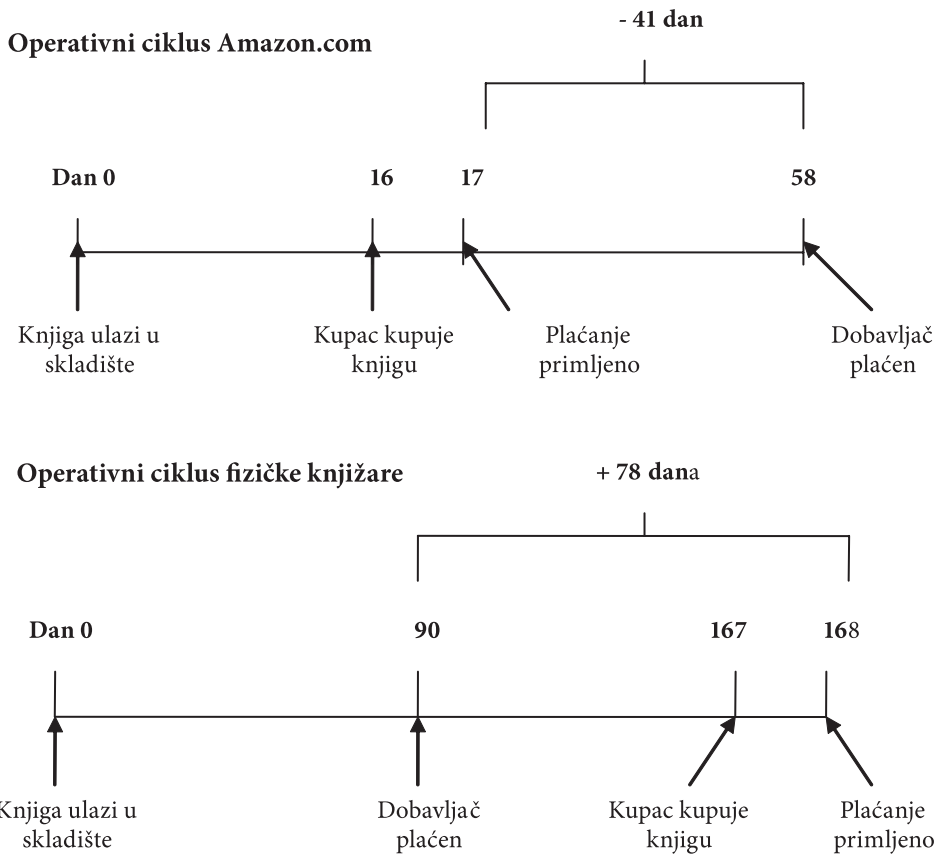 - 41 dan
Operativni ciklus Amazon.com
Dan 0 16 17 58
Knjiga ulazi u
skladište
Kupac kupuje
knjigu
Plaćanje
primljeno
Dobavljač
plaćen
Operativni ciklus fizičke knjižare
+ 78 dana
Dan 0 90 167 168
Knjiga ulazi u
skladište
Dobavljač
plaćen
Kupac kupuje
knjigu
Plaćanje
primljeno